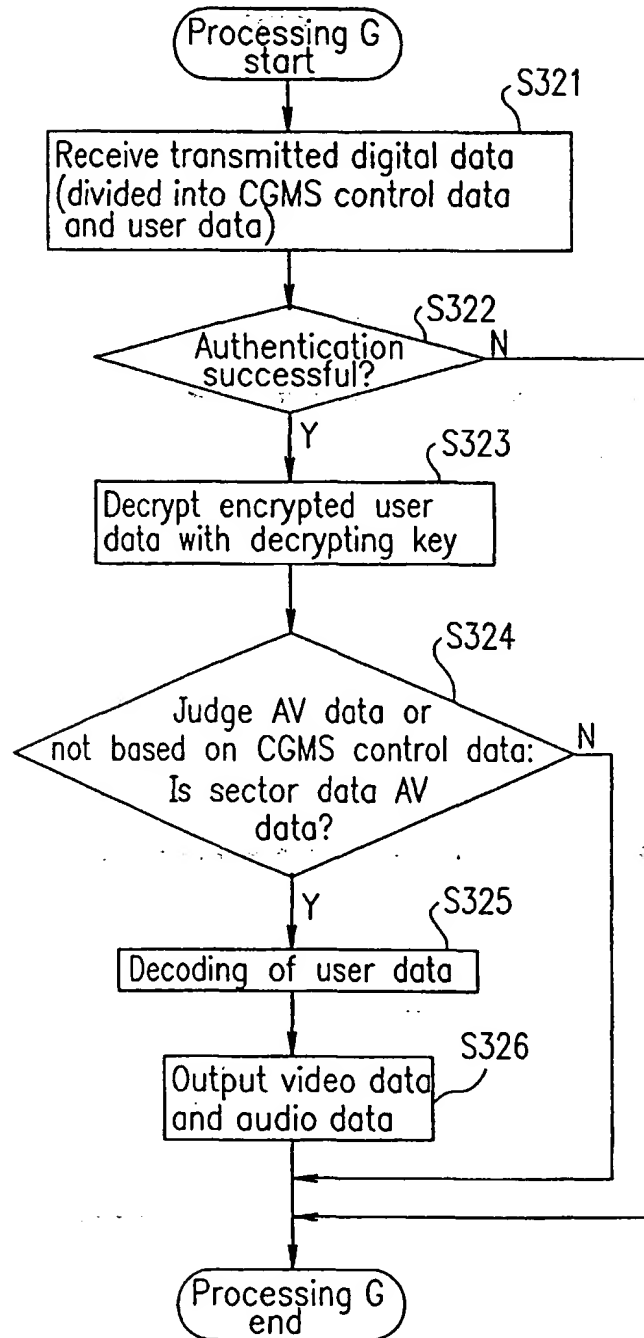 Processing G
start
S321
Receive transmitted digital data
(divided into CGMS control data
and user data)
S322
Authentication
successful?
N
Y
S323
Decrypt encrypted user
data with decrypting key
S324
Judge AV data or
not based on CGMS control data:
Is sector data AV
data?
N
Y
S325
Decoding of user data
S326
Output video data
and audio data
Processing G
end